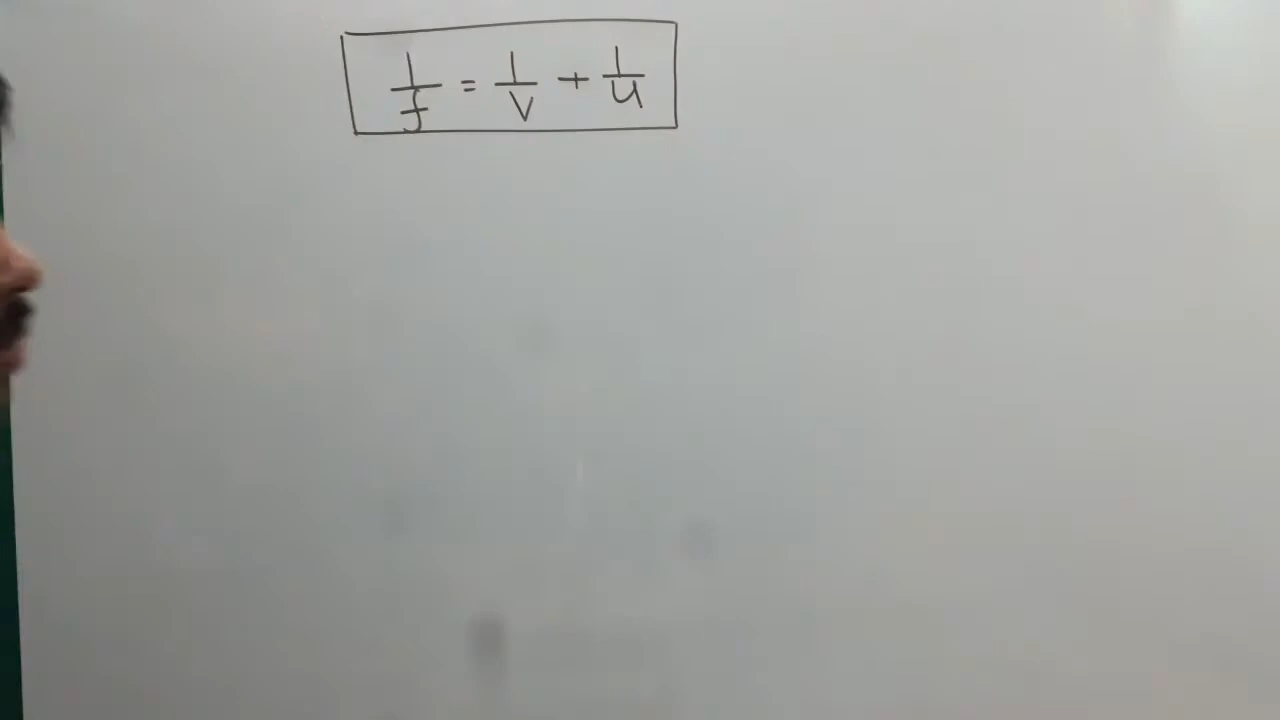 1/f = 1/v + 1/u